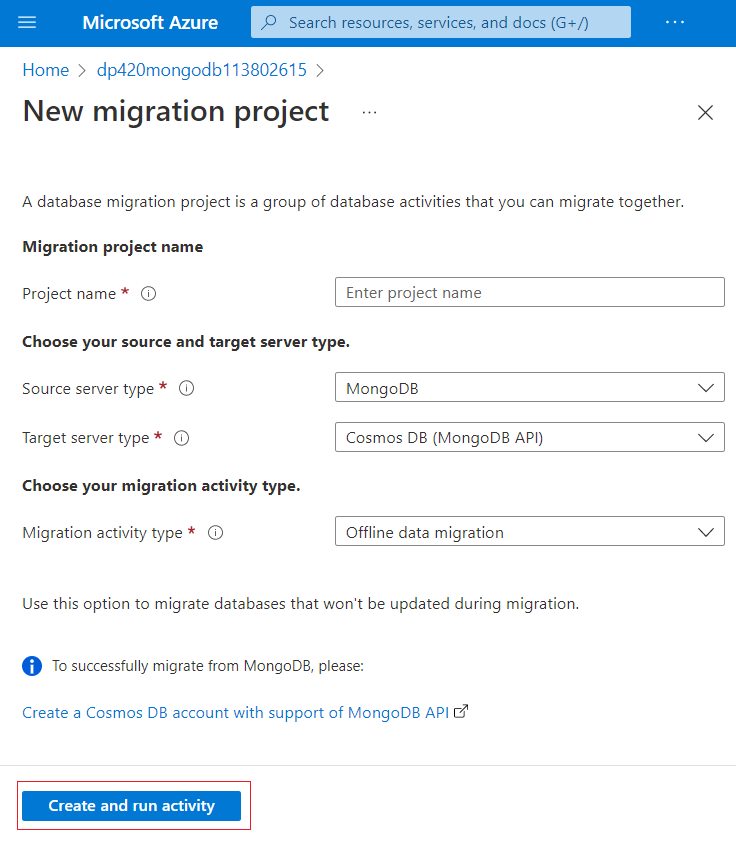 Microsoft Azure
Search resources, services, and docs (G+/)
Home > dp420mongodb113802615 >
New migration project ...
A database migration project is a group of database activities that you can migrate together.
Migration project name
Project name *
Enter project name
Choose your source and target server type.
Source server type *
MongoDB
Target server type *
Cosmos DB (MongoDB API)
Choose your migration activity type.
Migration activity type *
Offline data migration
Use this option to migrate databases that won't be updated during migration.
To successfully migrate from MongoDB, please:
Create a Cosmos DB account with support of MongoDB API
Create and run activity